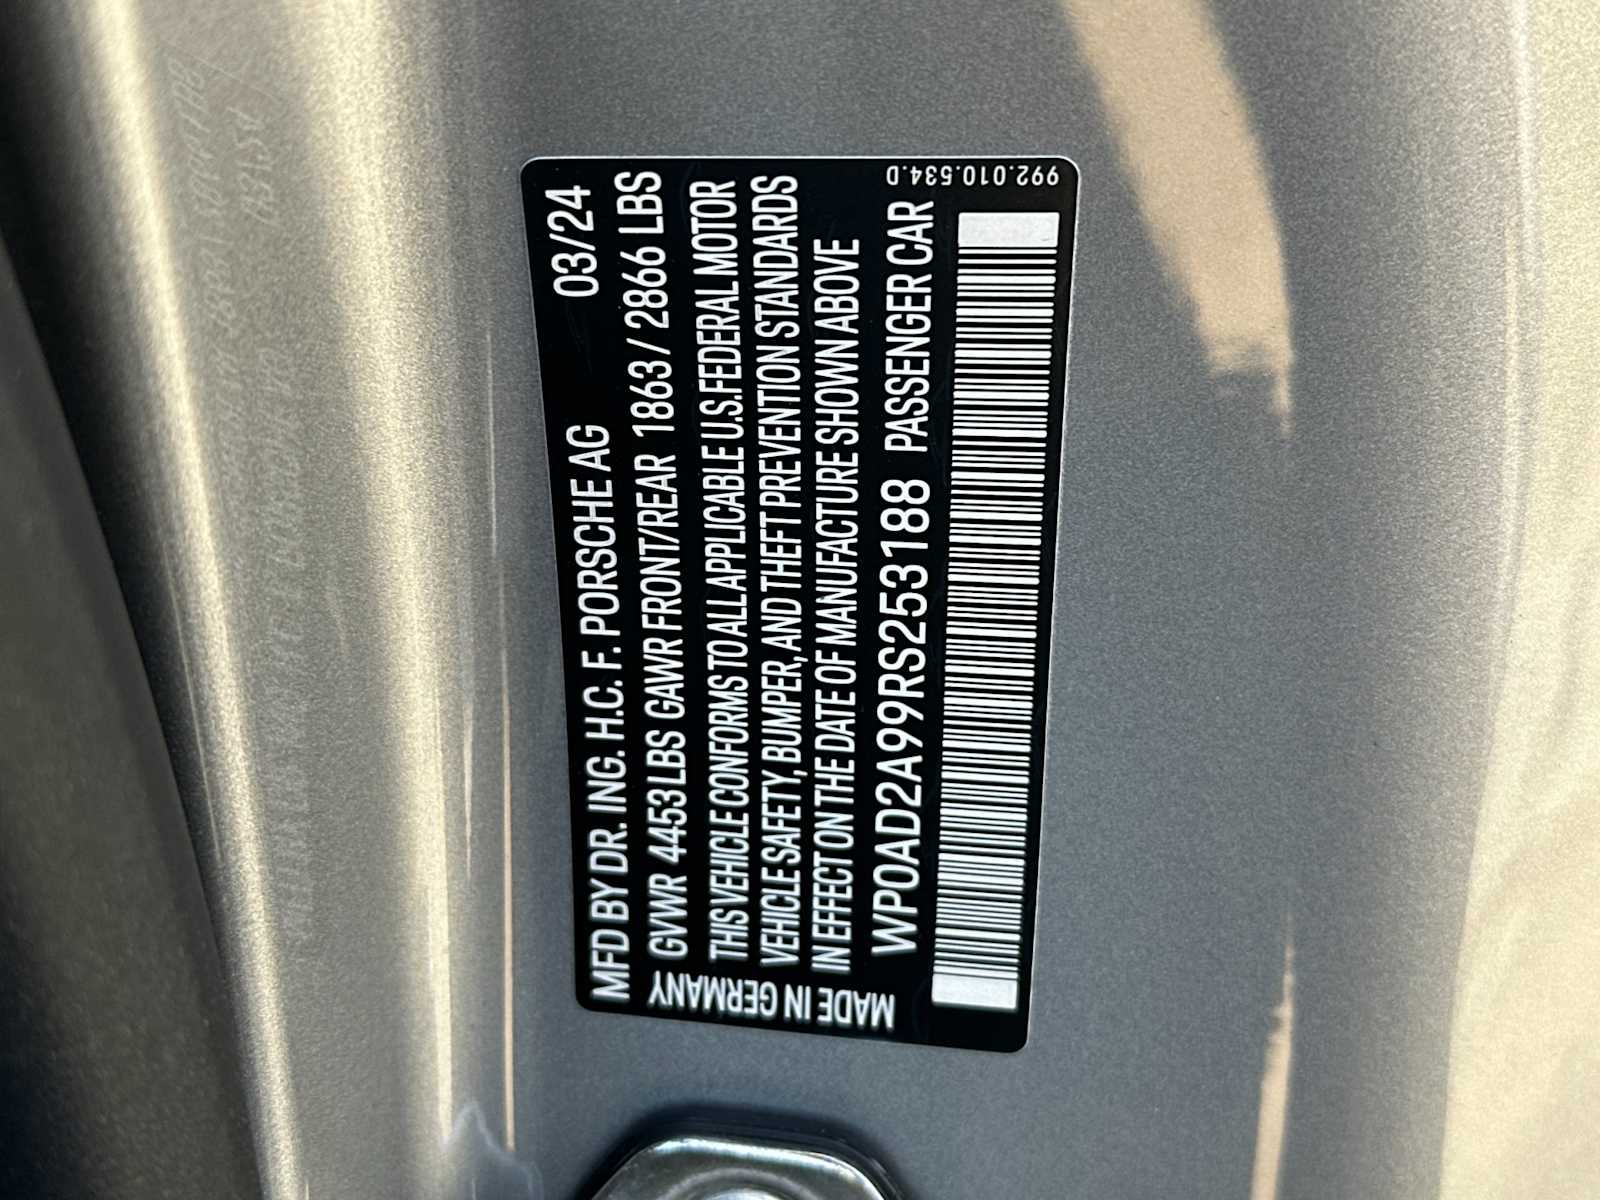 MFD BY DR. ING. H.C. F. PORSCHE AG 03/24
GVWR 4453 LBS GAWR FRONT/REAR 1863 / 2866 LBS
THIS VEHICLE CONFORMS TO ALL APPLICABLE U.S. FEDERAL MOTOR
VEHICLE SAFETY, BUMPER, AND THEFT PREVENTION STANDARDS
IN EFFECT ON THE DATE OF MANUFACTURE SHOWN ABOVE
WP0AD2A99RS253188 PASSENGER CAR
MADE IN GERMANY
992.010.534.D